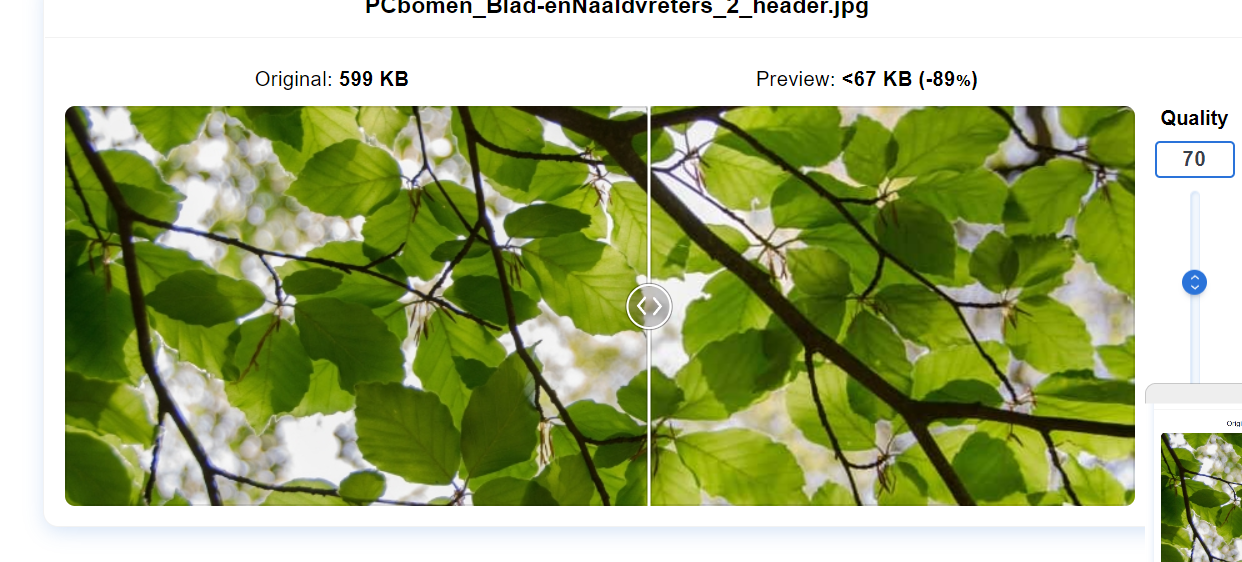 PCbomen_Blad-enNaaldvreters_2_header.jpg
Original: 599 KB
Preview: <67 KB (-89%)
Quality
70